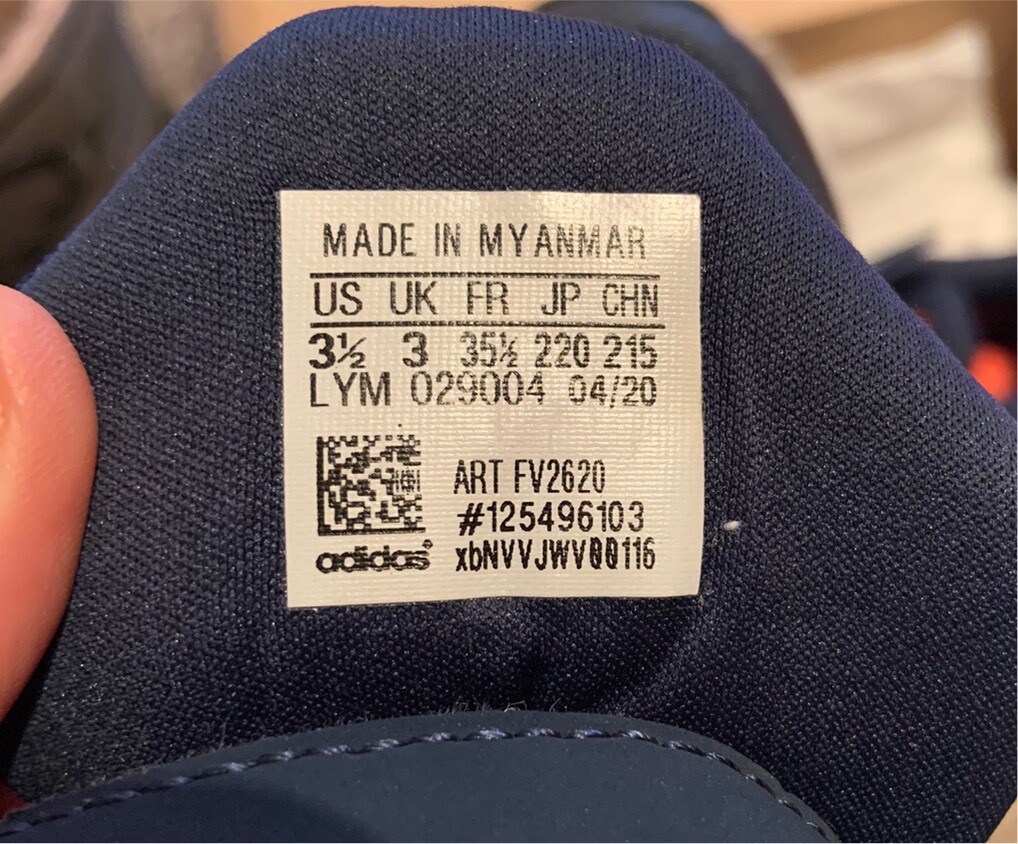 MADE IN MYANMAR
US UK FR JP CHN
3½ 3 35½ 220 215
LYM 029004 04/20
ART FV2620
#125496103
adidas® xbNVVJWV00116